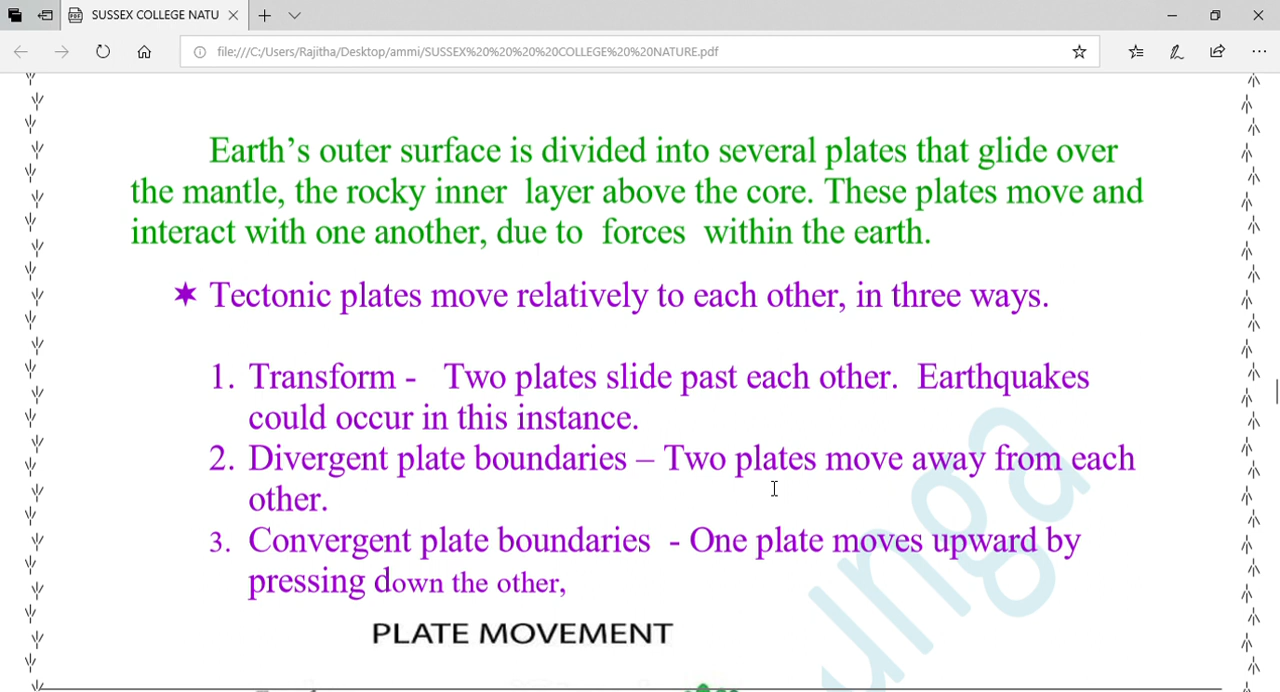 SUSSEX COLLEGE NATU
file:///C:/Users/Rajitha/Desktop/ammi/SUSSEX%20%20%20%20COLLEGE%20%20NATURE.pdf
Earth’s outer surface is divided into several plates that glide over
the mantle, the rocky inner layer above the core. These plates move and
interact with one another, due to forces within the earth.
✶ Tectonic plates move relatively to each other, in three ways.
1. Transform - Two plates slide past each other. Earthquakes
could occur in this instance.
2. Divergent plate boundaries – Two plates move away from each
other.
3. Convergent plate boundaries - One plate moves upward by
pressing down the other,
PLATE MOVEMENT